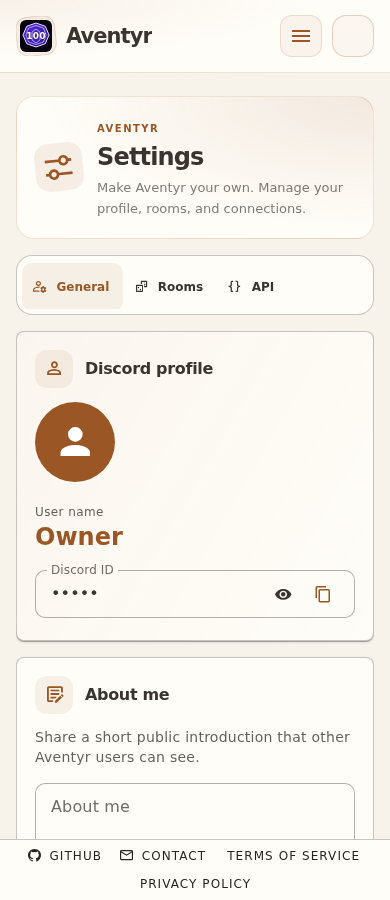 100
Aventyr
AVENTYR
Settings
Make Aventyr your own. Manage your
profile, rooms, and connections.
General
Rooms
{} API
Discord profile
User name
Owner
Discord ID
•••••
About me
Share a short public introduction that other
Aventyr users can see.
About me
GITHUB
CONTACT
TERMS OF SERVICE
PRIVACY POLICY